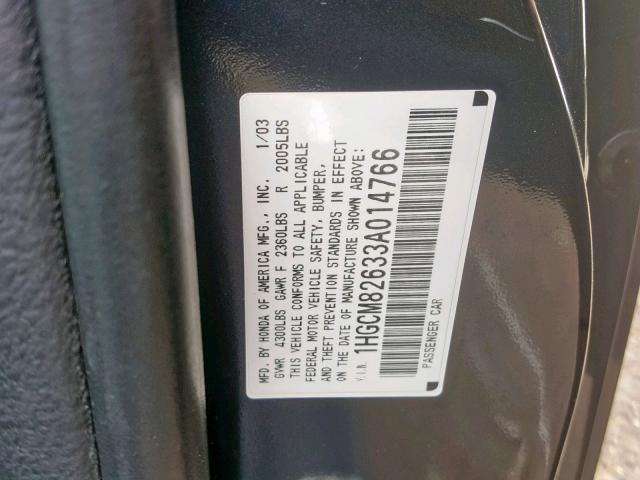 MFD. BY HONDA OF AMERICA MFG., INC. 1/03
GVWR 4300LBS GAWR F 2360LBS R 2005LBS
THIS VEHICLE CONFORMS TO ALL APPLICABLE
FEDERAL MOTOR VEHICLE SAFETY, BUMPER,
AND THEFT PREVENTION STANDARDS IN EFFECT
ON THE DATE OF MANUFACTURE SHOWN ABOVE:
V.I.N. 1HGCM82633A014766
PASSENGER CAR